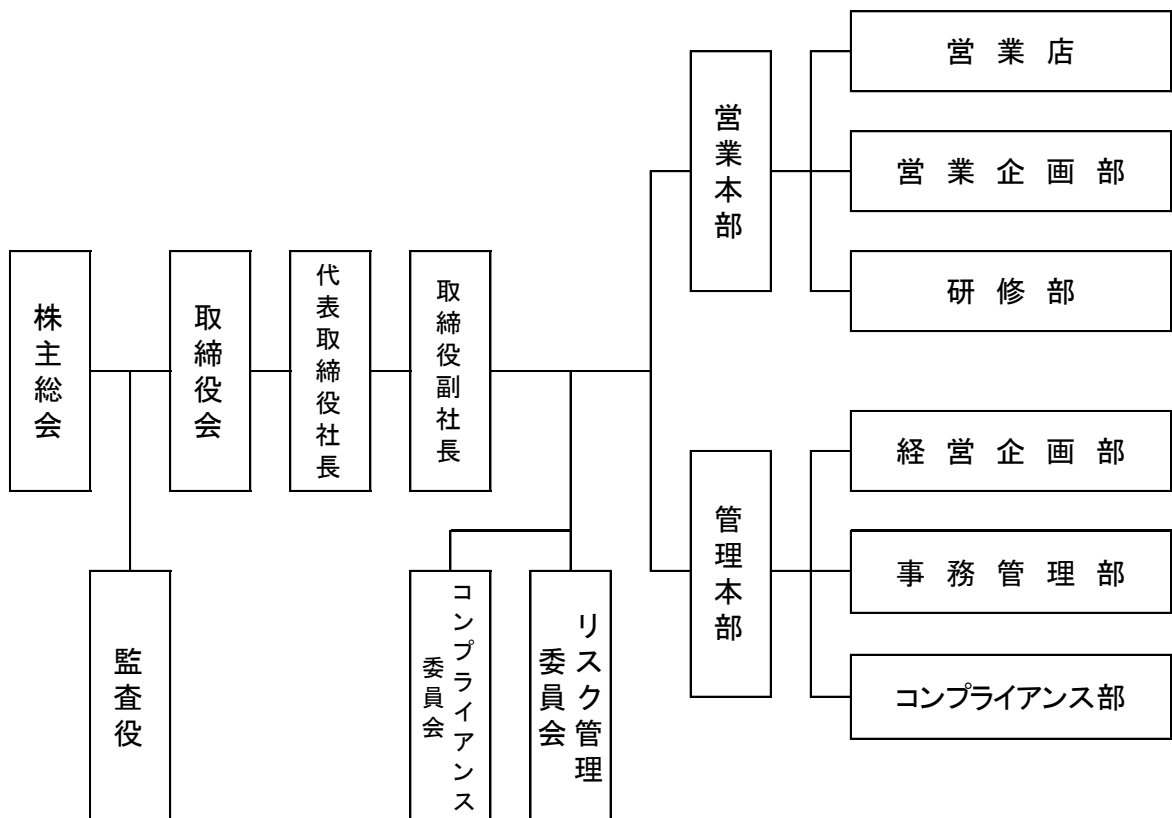 株主総会
監査役
取締役会
代表取締役社長
取締役副社長
コンプライアンス
委員会
リスク管理
委員会
営業本部
営業店
営業企画部
研修部
管理本部
経営企画部
事務管理部
コンプライアンス部